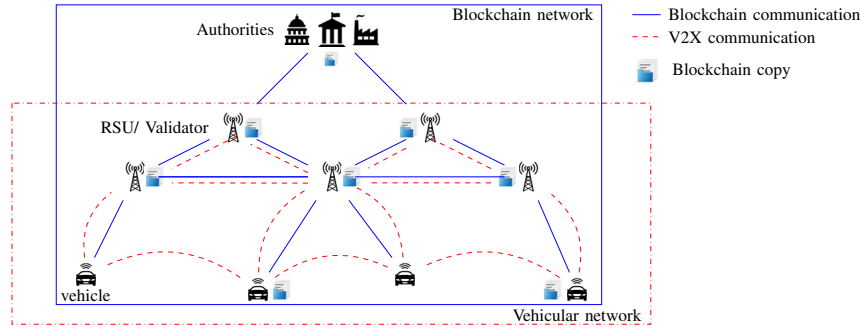 Blockchain network
Blockchain communication
Authorities
V2X communication
Blockchain copy
RSU/ Validator
vehicle
Vehicular network